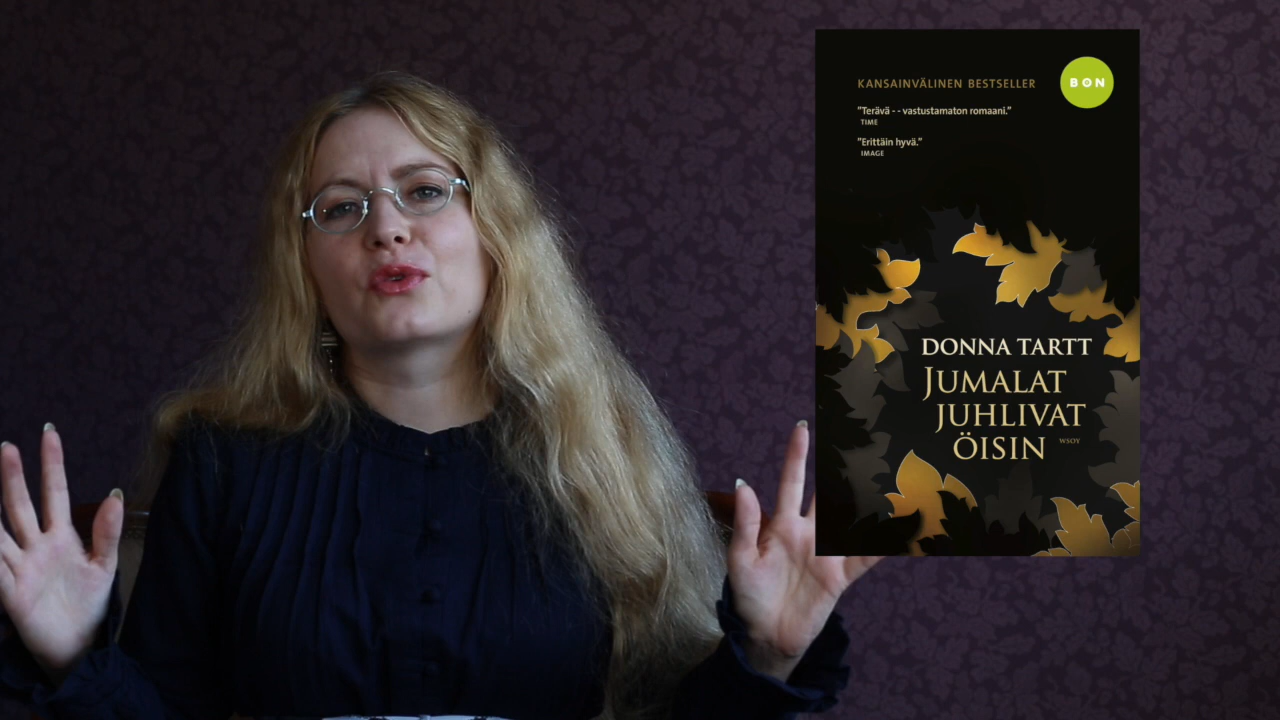 KANSAINVÄLINEN BESTSELLER
BON
"Terävä - - vastustamaton romaani."
TIME
"Erittäin hyvä."
IMAGE
DONNA TARTT
JUMALAT
JUHLIVAT
ÖISIN
WSOY